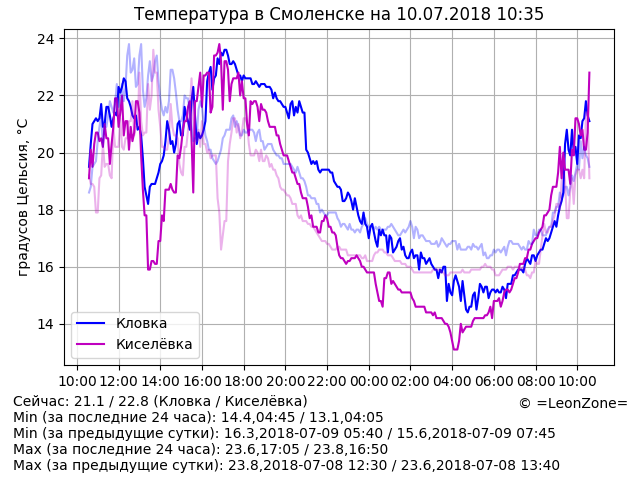 Температура в Смоленске на 10.07.2018 10:35
градусов Цельсия, °C
24
22
20
18
16
14
Кловка
Киселёвка
10:00 12:00 14:00 16:00 18:00 20:00 22:00 00:00 02:00 04:00 06:00 08:00 10:00
Сейчас: 21.1 / 22.8 (Кловка / Киселёвка)
© =LeonZone=
Min (за последние 24 часа): 14.4,04:45 / 13.1,04:05
Min (за предыдущие сутки): 16.3,2018-07-09 05:40 / 15.6,2018-07-09 07:45
Max (за последние 24 часа): 23.6,17:05 / 23.8,16:50
Max (за предыдущие сутки): 23.8,2018-07-08 12:30 / 23.6,2018-07-08 13:40